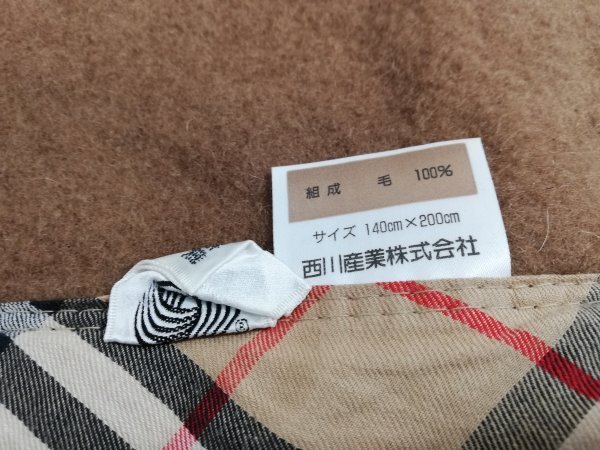 組成 毛 100%
サイズ 140cm×200cm
西川産業株式会社